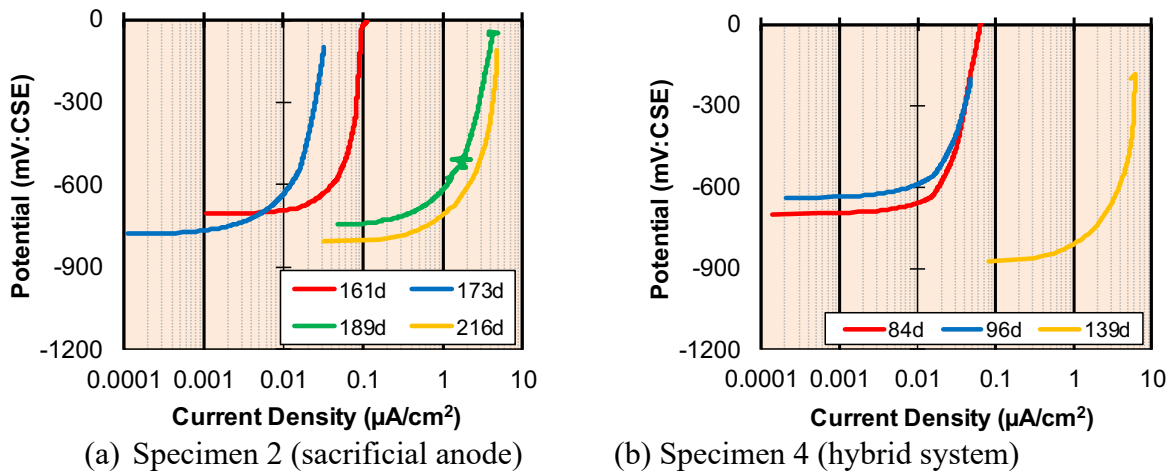 0
-300
-600
-900
-1200
Potential (mV:CSE)
161d 173d
189d 216d
0.0001 0.001 0.01 0.1 1 10
Current Density (µA/cm²)
(a) Specimen 2 (sacrificial anode)
0
-300
-600
-900
-1200
Potential (mV:CSE)
84d 96d 139d
0.0001 0.001 0.01 0.1 1 10
Current Density (µA/cm²)
(b) Specimen 4 (hybrid system)